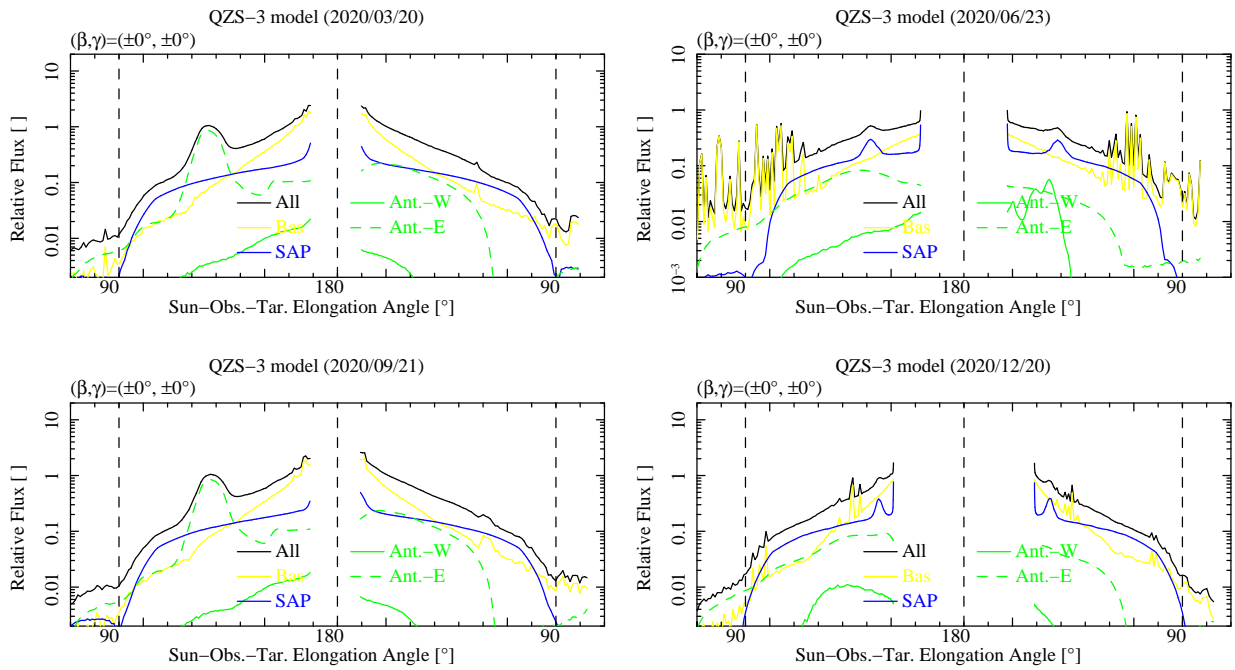 QZS−3 model (2020/03/20)
(β,γ)=(±0°, ±0°)
Relative Flux [ ]
10
1
0.1
0.01
All
Bas
SAP
Ant.−W
Ant.−E
90 180 90
Sun−Obs.−Tar. Elongation Angle [°]
QZS−3 model (2020/06/23)
(β,γ)=(±0°, ±0°)
Relative Flux [ ]
10
1
0.1
0.01
10⁻³
All
Bas
SAP
Ant.−W
Ant.−E
90 180 90
Sun−Obs.−Tar. Elongation Angle [°]
QZS−3 model (2020/09/21)
(β,γ)=(±0°, ±0°)
Relative Flux [ ]
10
1
0.1
0.01
All
Bas
SAP
Ant.−W
Ant.−E
90 180 90
Sun−Obs.−Tar. Elongation Angle [°]
QZS−3 model (2020/12/20)
(β,γ)=(±0°, ±0°)
Relative Flux [ ]
10
1
0.1
0.01
All
Bas
SAP
Ant.−W
Ant.−E
90 180 90
Sun−Obs.−Tar. Elongation Angle [°]